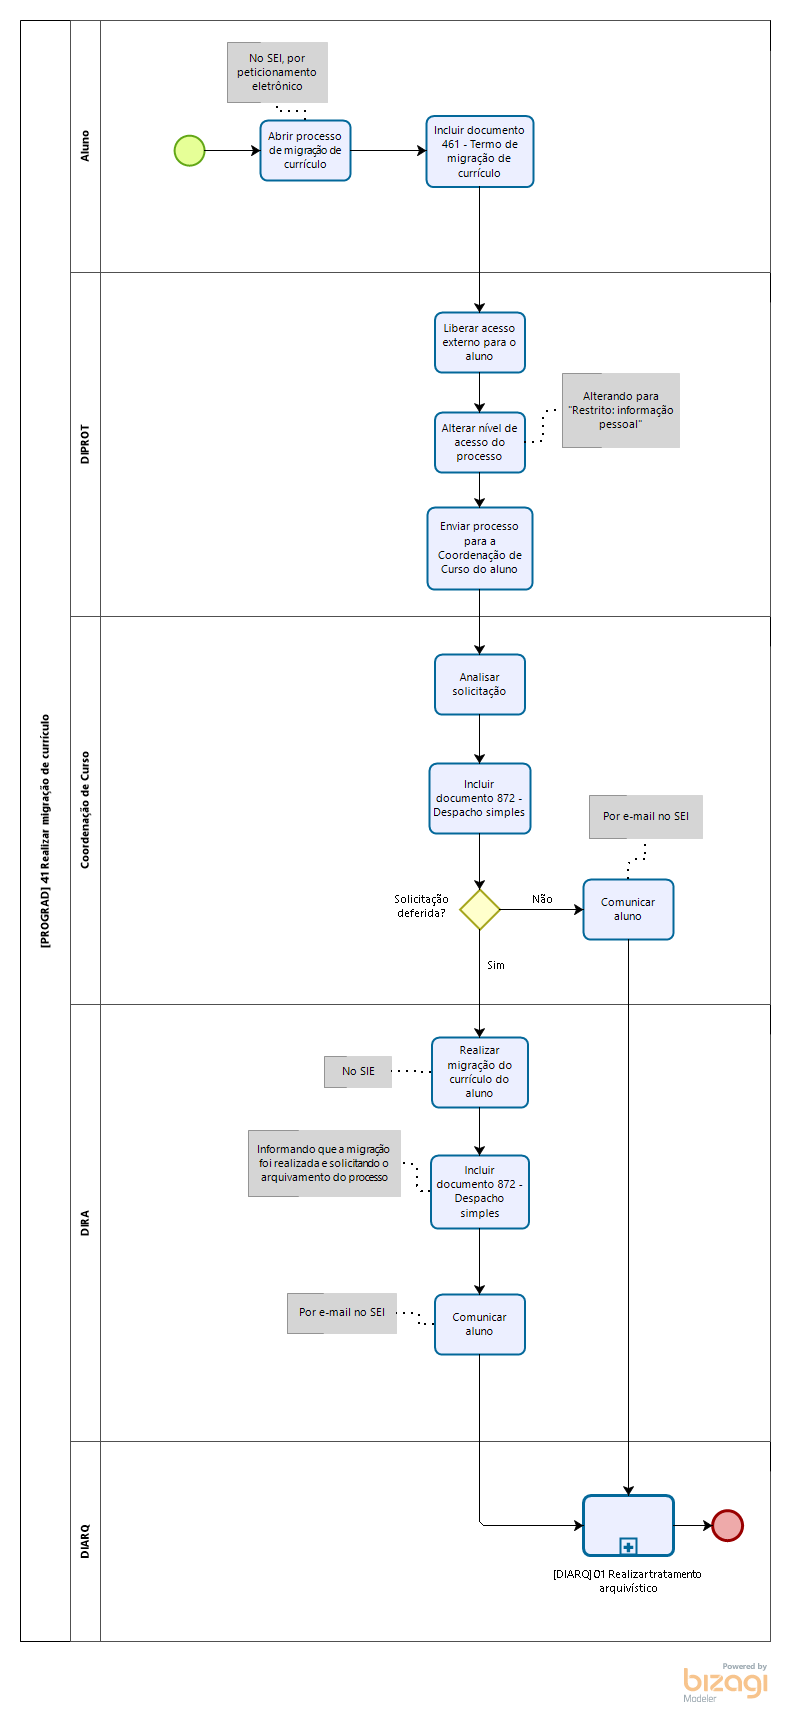 [PROGRAD] 41 Realizar migração de currículo
Aluno
No SEI, por
peticionamento
eletrônico
Abrir processo
de migração de
currículo
Incluir documento
461 - Termo de
migração de
currículo
DIPROT
Liberar acesso
externo para o
aluno
Alterar nível de
acesso do
processo
Alterando para
"Restrito: informação
pessoal"
Enviar processo
para a
Coordenação de
Curso do aluno
Coordenação de Curso
Analisar
solicitação
Incluir
documento 872 -
Despacho simples
Solicitação
deferida?
Não
Por e-mail no SEI
Comunicar
aluno
Sim
DIRA
No SIE
Realizar
migração do
currículo do
aluno
Informando que a migração
foi realizada e solicitando o
arquivamento do processo
Incluir
documento 872 -
Despacho
simples
Por e-mail no SEI
Comunicar
aluno
DIARQ
[DIARQ] 01 Realizar tratamento
arquivístico
Powered by
bizagi
Modeler